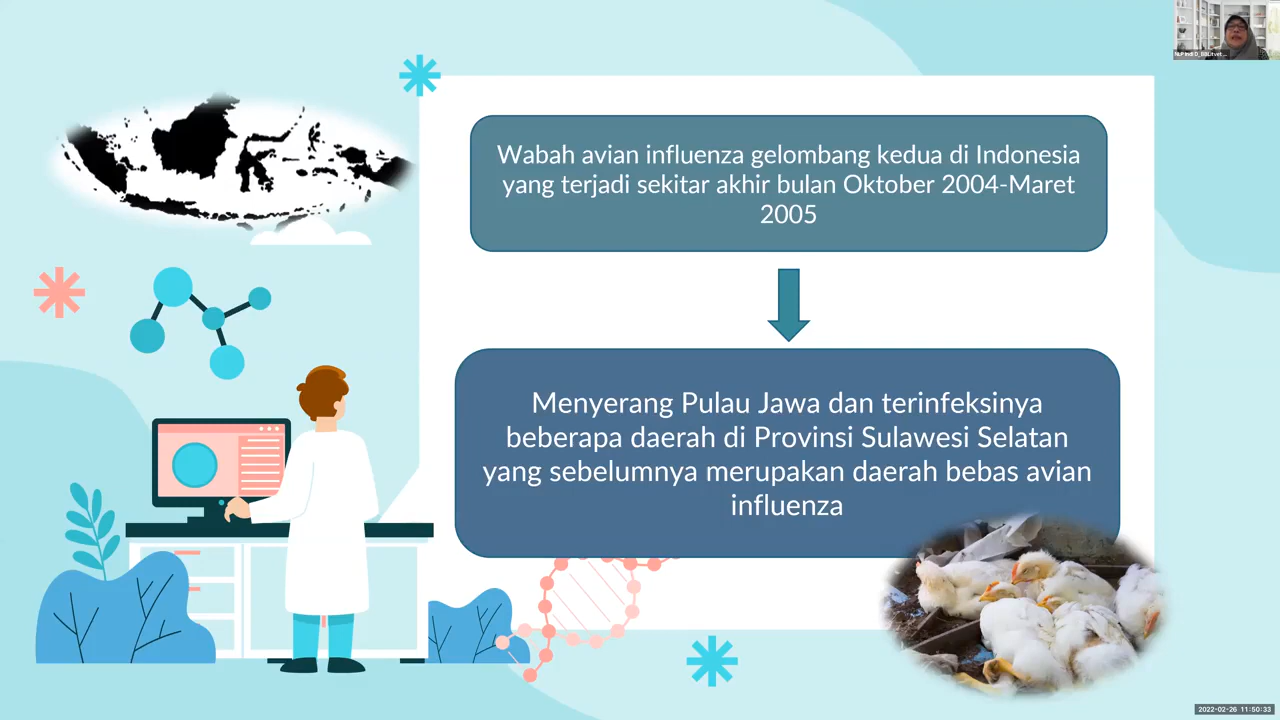 Wabah avian influenza gelombang kedua di Indonesia
yang terjadi sekitar akhir bulan Oktober 2004-Maret
2005
Menyerang Pulau Jawa dan terinfeksinya
beberapa daerah di Provinsi Sulawesi Selatan
yang sebelumnya merupakan daerah bebas avian
influenza
2022-02-26 11:50:33